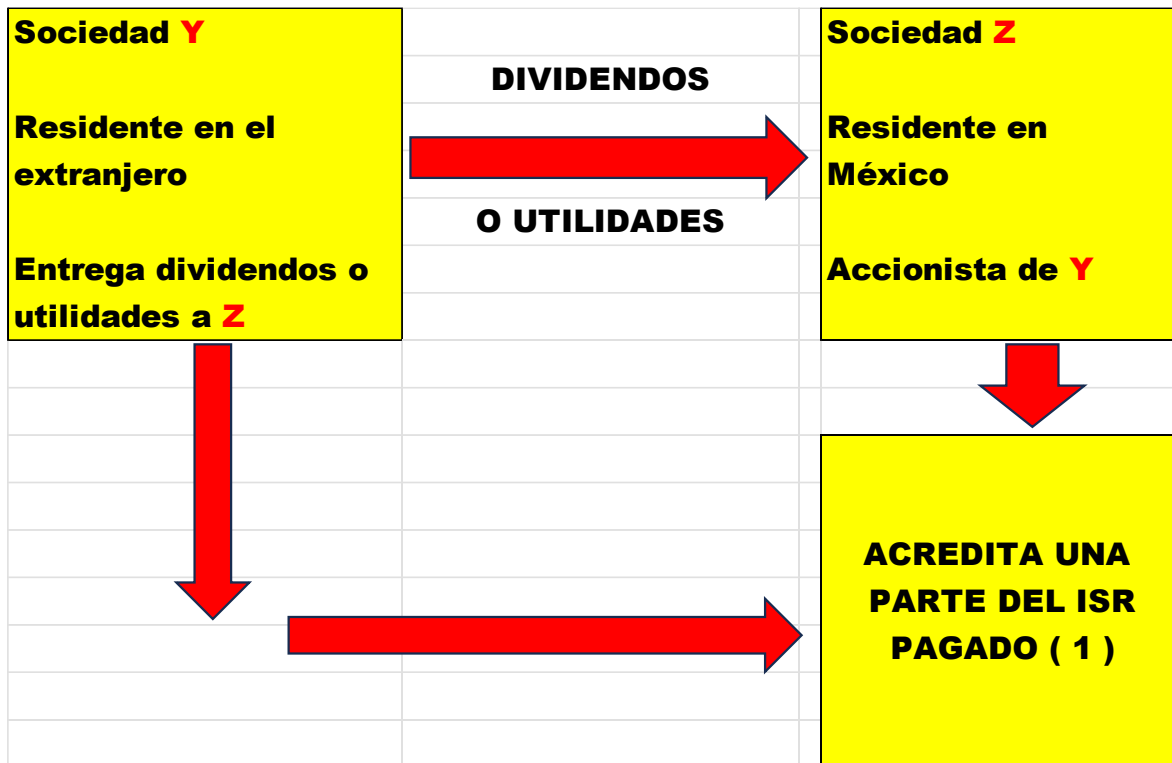 Sociedad Y
Residente en el
extranjero
Entrega dividendos o
utilidades a Z
DIVIDENDOS
O UTILIDADES
Sociedad Z
Residente en
México
Accionista de Y
ACREDITA UNA
PARTE DEL ISR
PAGADO ( 1 )